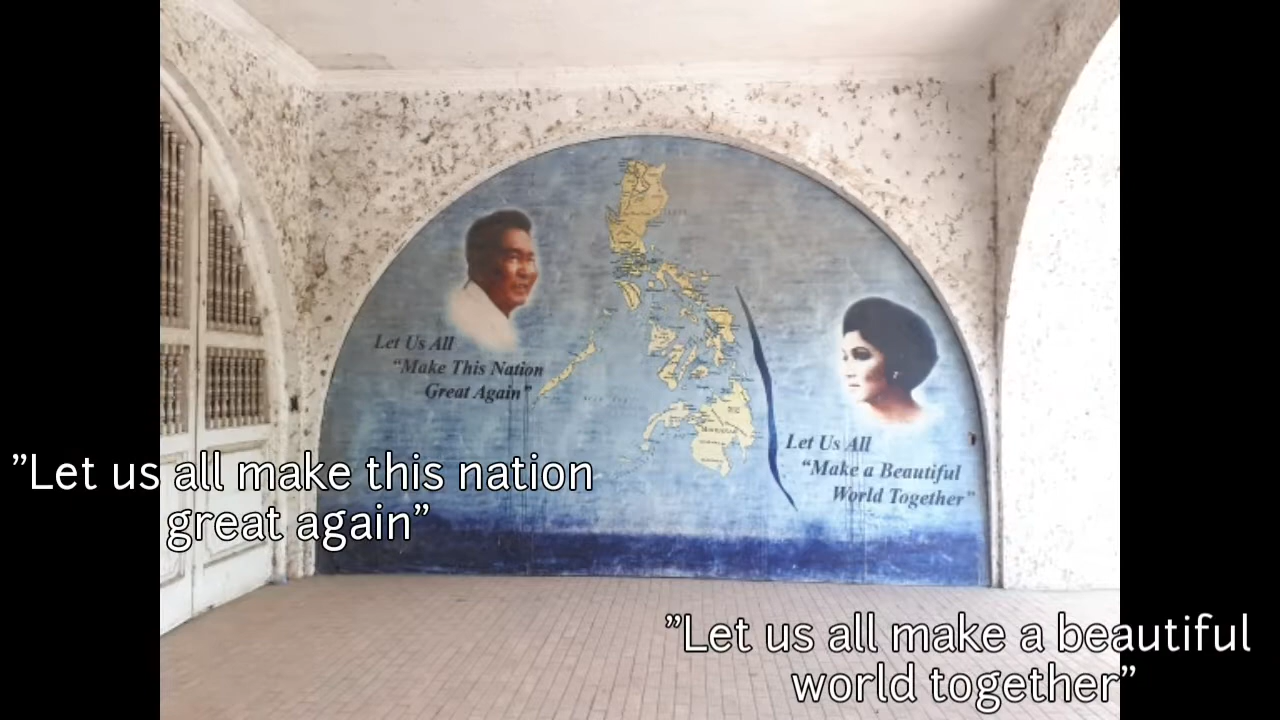 Let Us All
“Make This Nation
Great Again”
Let Us All
“Make a Beautiful
World Together”
”Let us all make this nation
great again”
”Let us all make a beautiful
world together”